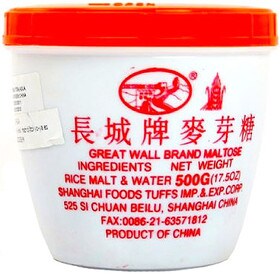 長城牌麥芽糖
GREAT WALL BRAND MALTOSE
INGREDIENTS NET WEIGHT
RICE MALT & WATER 500G(17.5OZ)
SHANGHAI FOODS TUFFS IMP.& EXP.CORP.
525 SI CHUAN BEILU, SHANGHAI CHINA
FAX:0086-21-63571812
PRODUCT OF CHINA